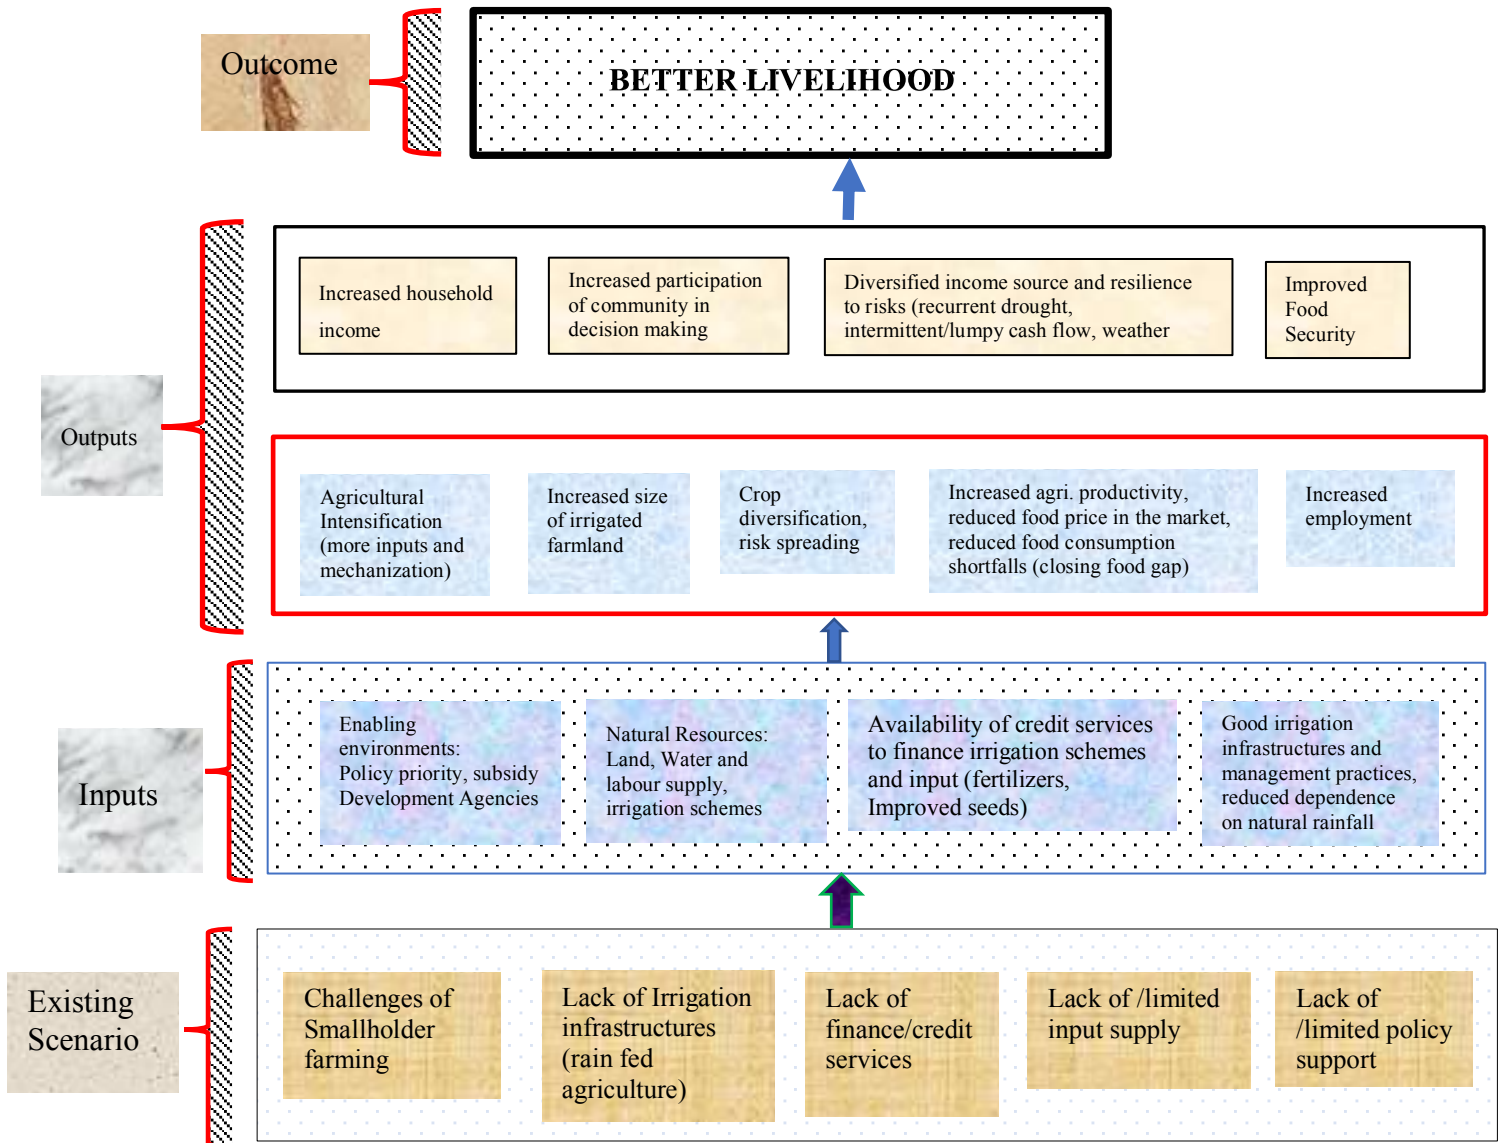 Outcome
BETTER LIVELIHOOD
Outputs
Increased household
income
Increased participation
of community in
decision making
Diversified income source and resilience
to risks (recurrent drought,
intermittent/lumpy cash flow, weather
Improved
Food
Security
Agricultural
Intensification
(more inputs and
mechanization)
Increased size
of irrigated
farmland
Crop
diversification,
risk spreading
Increased agri. productivity,
reduced food price in the market,
reduced food consumption
shortfalls (closing food gap)
Increased
employment
Inputs
Enabling
environments:
Policy priority, subsidy
Development Agencies
Natural Resources:
Land, Water and
labour supply,
irrigation schemes
Availability of credit services
to finance irrigation schemes
and input (fertilizers,
Improved seeds)
Good irrigation
infrastructures and
management practices,
reduced dependence
on natural rainfall
Existing
Scenario
Challenges of
Smallholder
farming
Lack of Irrigation
infrastructures
(rain fed
agriculture)
Lack of
finance/credit
services
Lack of /limited
input supply
Lack of
/limited policy
support